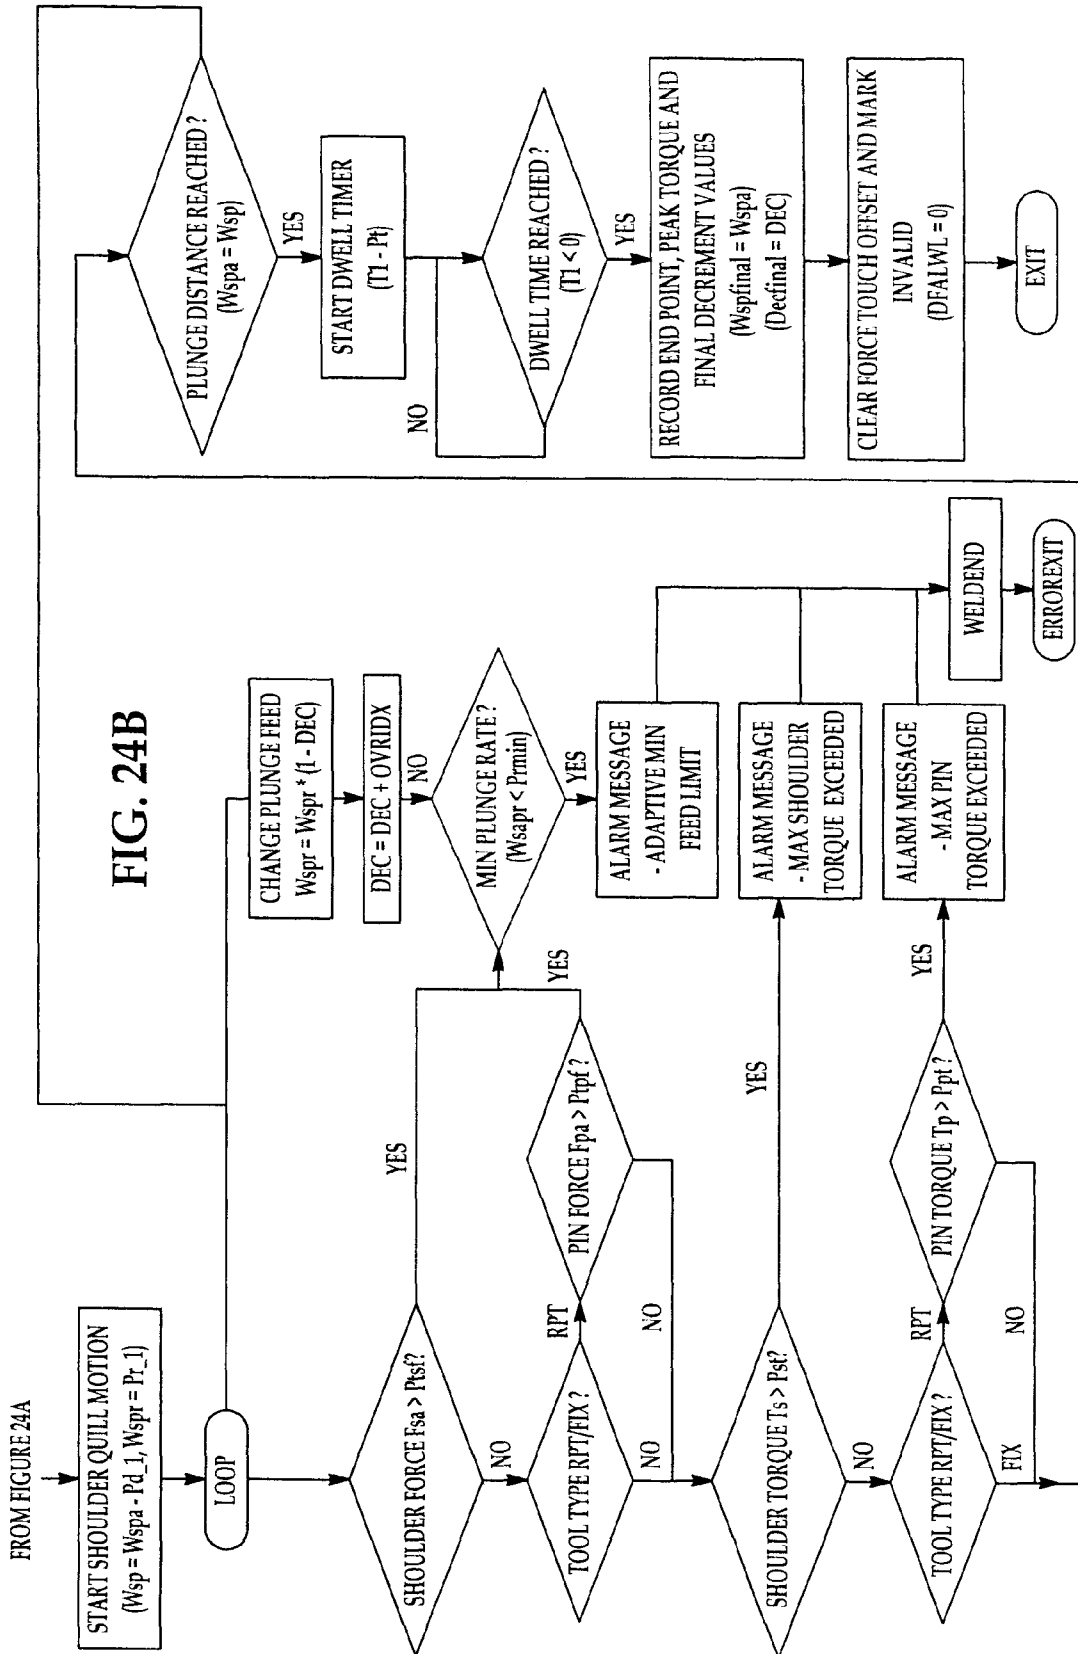 FIG. 24B
FROM FIGURE 24A
START SHOULDER QUILL MOTION
(Wsp = Wspa - Pd_1, Wspr = Pr_1)
LOOP
SHOULDER FORCE Fsa > Ptsf?
YES
NO
TOOL TYPE RPT/FIX ?
RPT
NO
PIN FORCE Fpa > Ptpf?
YES
NO
SHOULDER TORQUE Ts > Pst?
YES
NO
TOOL TYPE RPT/FIX ?
RPT
FIX
PIN TORQUE Tp > Ppt?
YES
NO
CHANGE PLUNGE FEED
Wspr = Wspr * (1 - DEC)
DEC = DEC + OVRIDX
NO
MIN PLUNGE RATE ?
(Wsapr < Prmin)
YES
ALARM MESSAGE
- ADAPTIVE MIN
FEED LIMIT
ALARM MESSAGE
- MAX SHOULDER
TORQUE EXCEEDED
ALARM MESSAGE
- MAX PIN
TORQUE EXCEEDED
WELDEND
ERROREXIT
PLUNGE DISTANCE REACHED ?
(Wspa = Wsp)
YES
START DWELL TIMER
(T1 - Pt)
NO
DWELL TIME REACHED ?
(T1 < 0)
YES
RECORD END POINT, PEAK TORQUE AND
FINAL DECREMENT VALUES
(Wspfinal = Wspa)
(Decfinal = DEC)
CLEAR FORCE TOUCH OFFSET AND MARK
INVALID
(DFALWL = 0)
EXIT